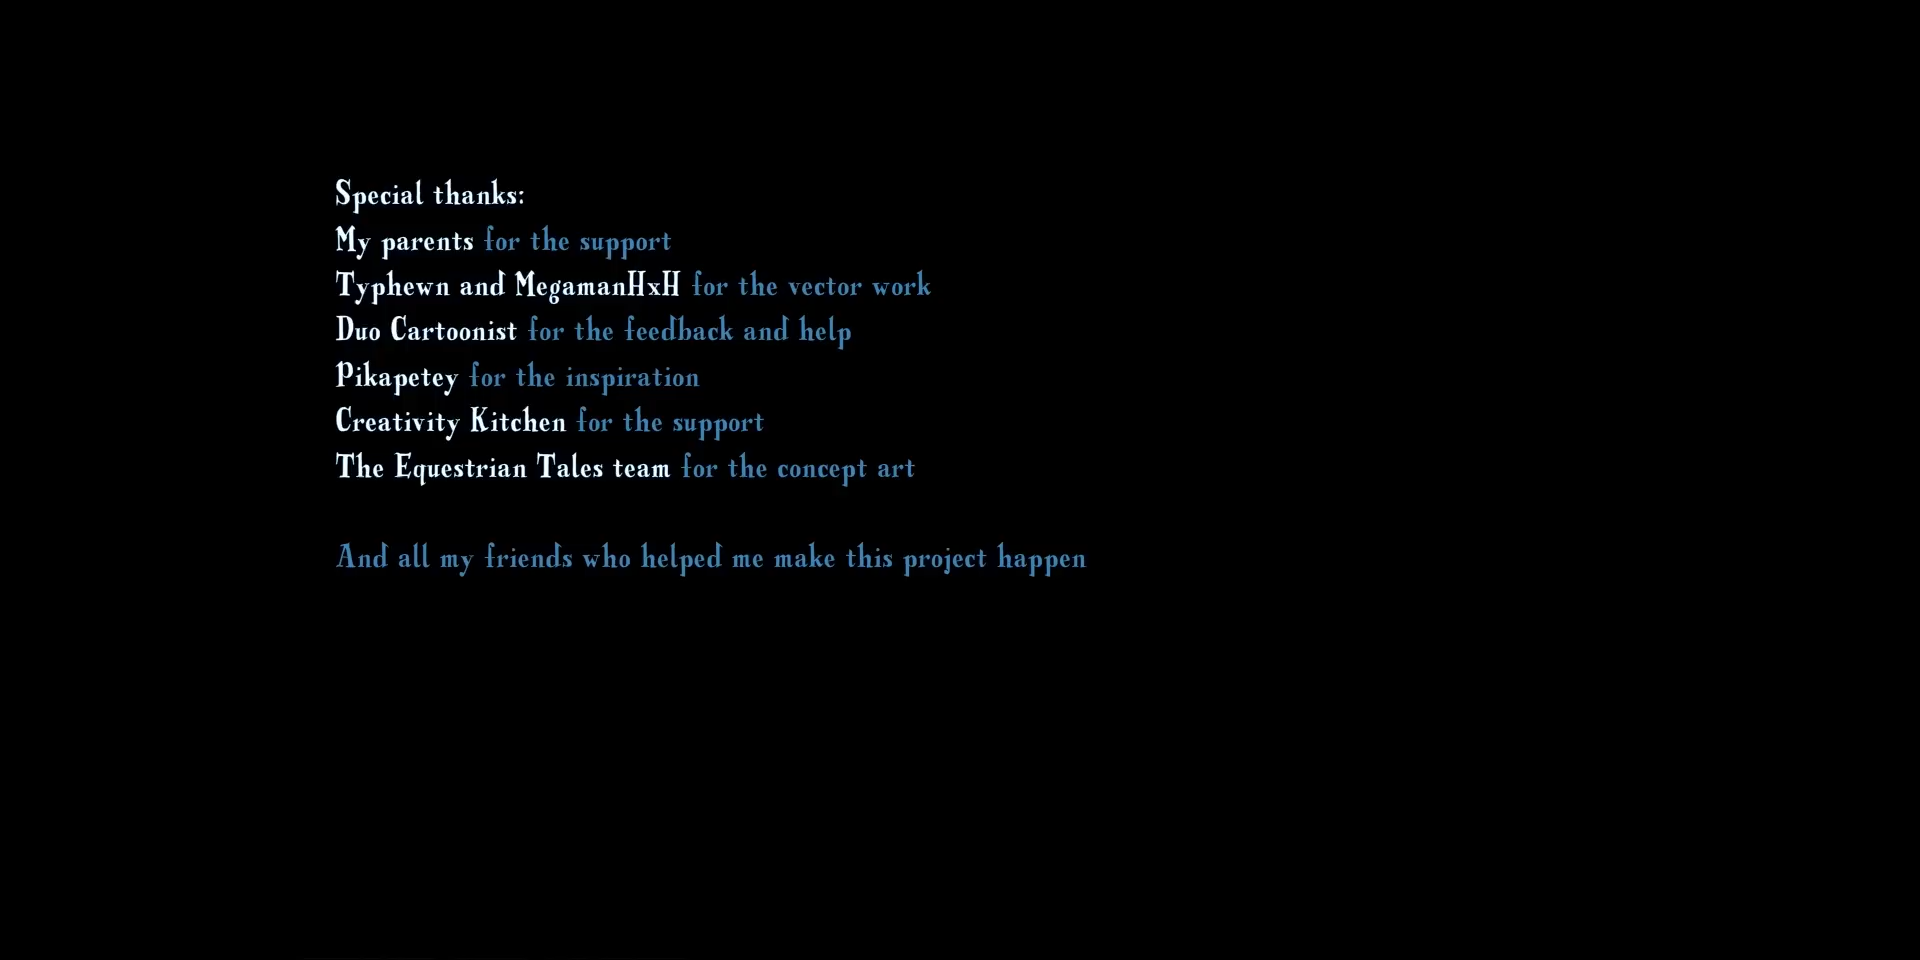 Special thanks:
My parents for the support
Typhewn and MegamanHxH for the vector work
Duo Cartoonist for the feedback and help
Pikapetey for the inspiration
Creativity Kitchen for the support
The Equestrian Tales team for the concept art
And all my friends who helped me make this project happen